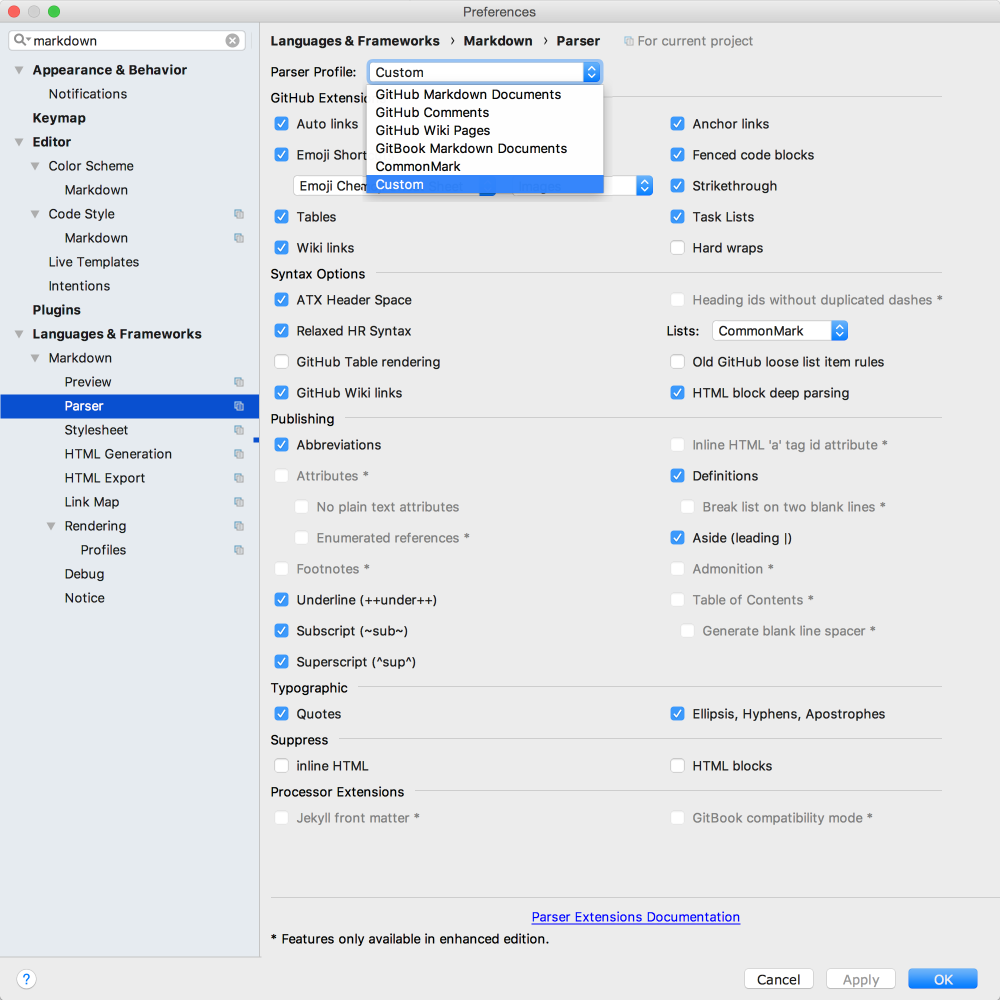 Preferences
markdown
Appearance & Behavior
Notifications
Keymap
Editor
Color Scheme
Markdown
Code Style
Markdown
Live Templates
Intentions
Plugins
Languages & Frameworks
Markdown
Preview
Parser
Stylesheet
HTML Generation
HTML Export
Link Map
Rendering
Profiles
Debug
Notice
Languages & Frameworks › Markdown › Parser For current project
Parser Profile: Custom
GitHub Markdown Documents
GitHub Comments
GitHub Wiki Pages
GitBook Markdown Documents
CommonMark
Custom
GitHub
Auto links
Anchor links
Emoji
Fenced code blocks
Emoji
Strikethrough
Tables
Task Lists
Wiki links
Hard wraps
Syntax Options
ATX Header Space
Heading ids without duplicated dashes *
Relaxed HR Syntax
Lists: CommonMark
GitHub Table rendering
Old GitHub loose list item rules
GitHub Wiki links
HTML block deep parsing
Publishing
Abbreviations
Inline HTML 'a' tag id attribute *
Attributes *
Definitions
No plain text attributes
Break list on two blank lines *
Enumerated references *
Aside (leading |)
Footnotes *
Admonition *
Underline (++under++)
Table of Contents *
Subscript (~sub~)
Generate blank line spacer *
Superscript (^sup^)
Typographic
Quotes
Ellipsis, Hyphens, Apostrophes
Suppress
inline HTML
HTML blocks
Processor Extensions
Jekyll front matter *
GitBook compatibility mode *
Parser Extensions Documentation
* Features only available in enhanced edition.
?
Cancel
Apply
OK